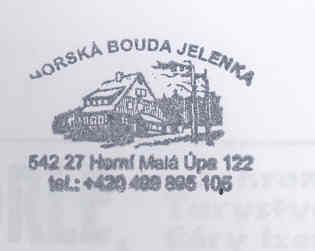 HORSKÁ BOUDA JELENKA
542 27 Horní Malá Úpa 122
tel.: +420 499 895 105